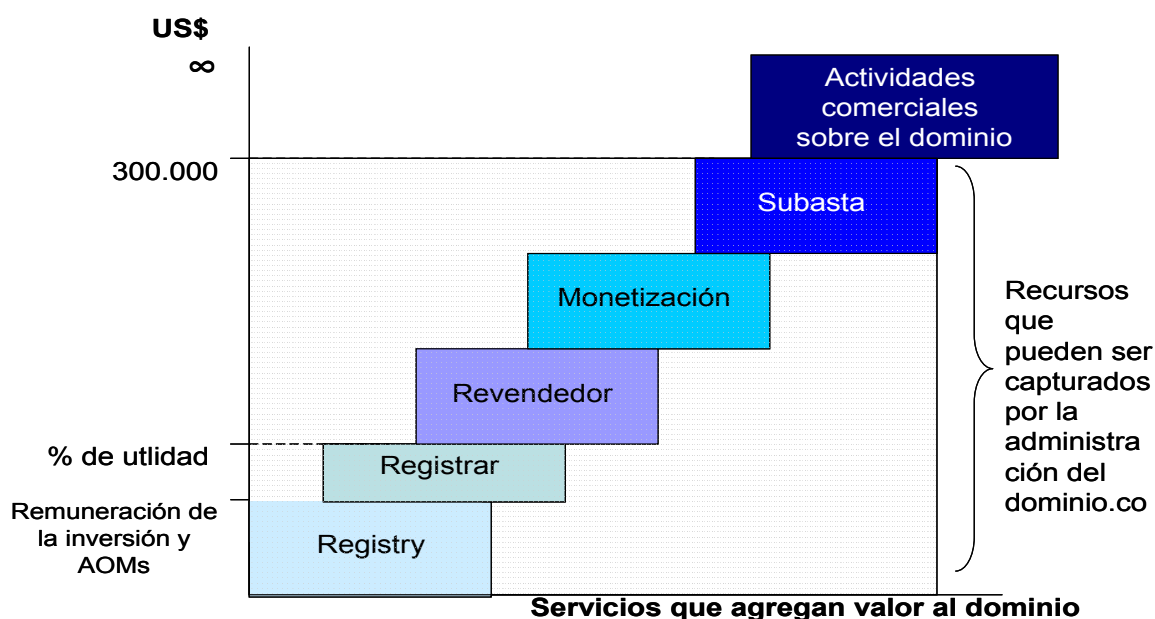 US$
∞
300.000
% de utlidad
Remuneración de
la inversión y
AOMs
Actividades
comerciales
sobre el dominio
Subasta
Monetización
Revendedor
Registrar
Registry
Recursos
que
pueden ser
capturados
por la
administra
ción del
dominio.co
Servicios que agregan valor al dominio